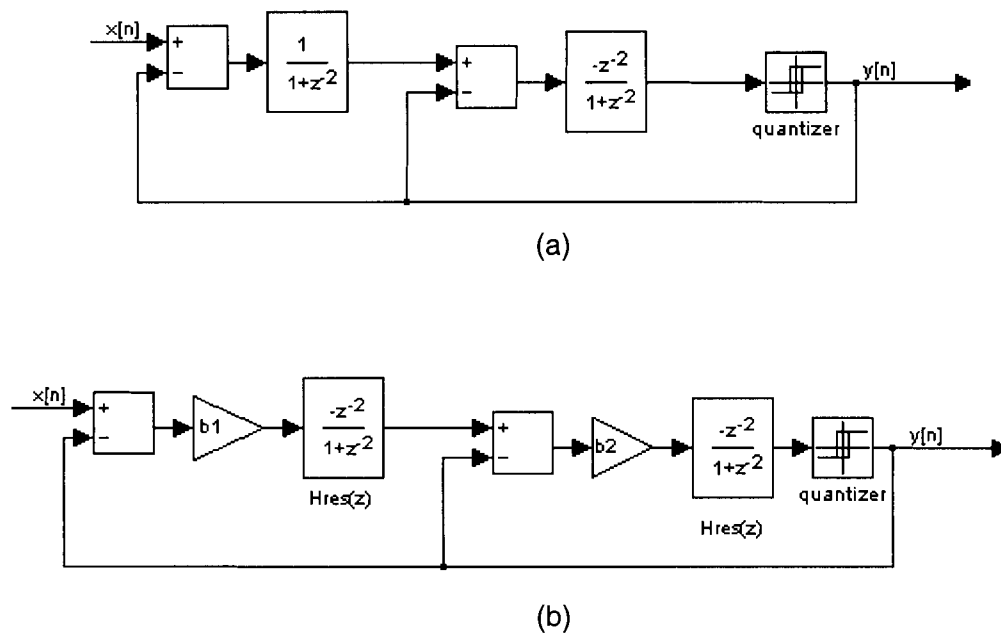 x[n]
+
−
1
1+z⁻²
+
−
-z⁻²
1+z⁻²
quantizer
y[n]
(a)
x[n]
+
−
b1
-z⁻²
1+z⁻²
Hres(z)
+
−
b2
-z⁻²
1+z⁻²
Hres(z)
quantizer
y[n]
(b)